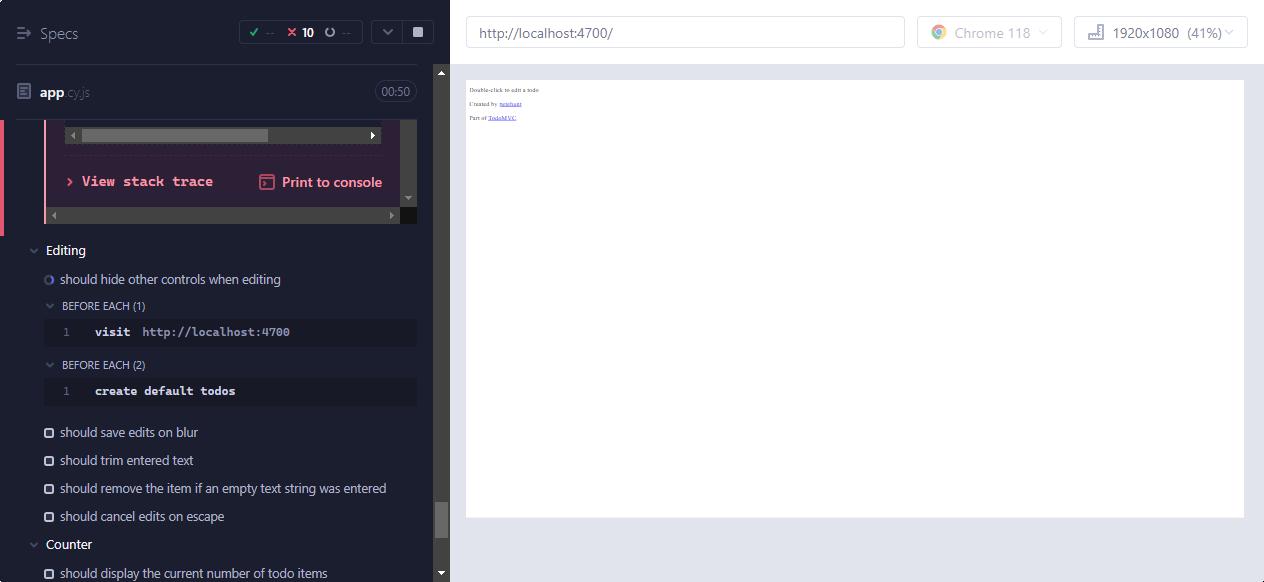 Specs
-- 10 --
app.cy.js
00:50
View stack trace
Print to console
Editing
should hide other controls when editing
BEFORE EACH (1)
1 visit http://localhost:4700
BEFORE EACH (2)
1 create default todos
should save edits on blur
should trim entered text
should remove the item if an empty text string was entered
should cancel edits on escape
Counter
should display the current number of todo items
http://localhost:4700/
Chrome 118
1920x1080 (41%)
Double-click to edit a todo
Created by petehunt
Part of TodoMVC